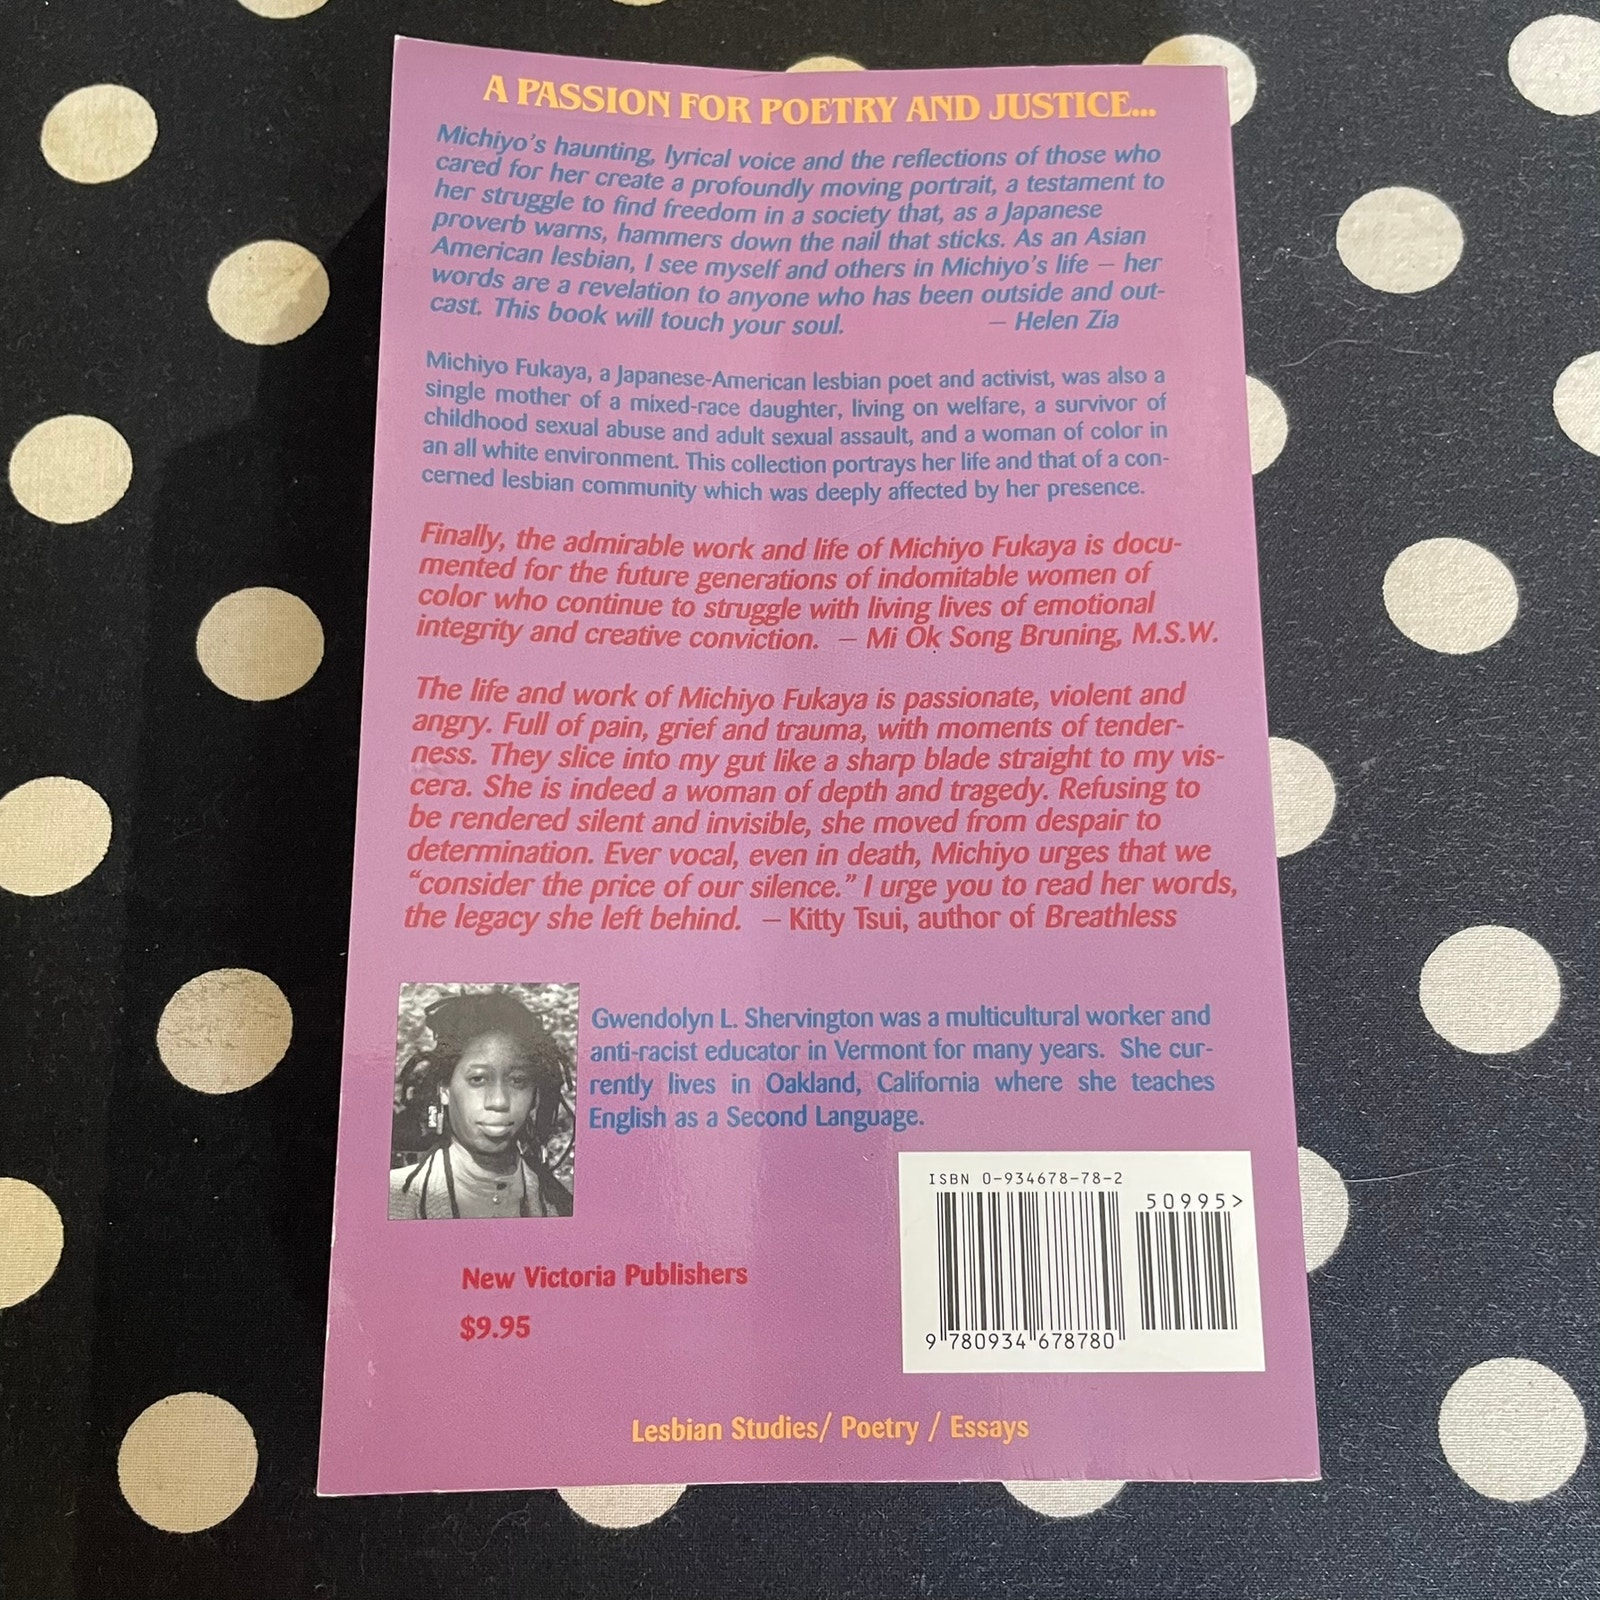 A PASSION FOR POETRY AND JUSTICE...
Michiyo's haunting, lyrical voice and the reflections of those who
cared for her create a profoundly moving portrait, a testament to
her struggle to find freedom in a society that, as a Japanese
proverb warns, hammers down the nail that sticks. As an Asian
American lesbian, I see myself and others in Michiyo's life — her
words are a revelation to anyone who has been outside and out-
cast. This book will touch your soul. — Helen Zia
Michiyo Fukaya, a Japanese-American lesbian poet and activist, was also a
single mother of a mixed-race daughter, living on welfare, a survivor of
childhood sexual abuse and adult sexual assault, and a woman of color in
an all white environment. This collection portrays her life and that of a con-
cerned lesbian community which was deeply affected by her presence.
Finally, the admirable work and life of Michiyo Fukaya is docu-
mented for the future generations of indomitable women of
color who continue to struggle with living lives of emotional
integrity and creative conviction. — Mi Ok Song Bruning, M.S.W.
The life and work of Michiyo Fukaya is passionate, violent and
angry. Full of pain, grief and trauma, with moments of tender-
ness. They slice into my gut like a sharp blade straight to my vis-
cera. She is indeed a woman of depth and tragedy. Refusing to
be rendered silent and invisible, she moved from despair to
determination. Ever vocal, even in death, Michiyo urges that we
“consider the price of our silence.” I urge you to read her words,
the legacy she left behind. — Kitty Tsui, author of Breathless
Gwendolyn L. Shervington was a multicultural worker and
anti-racist educator in Vermont for many years. She cur-
rently lives in Oakland, California where she teaches
English as a Second Language.
ISBN 0-934678-78-2
50995>
9 780934 678780
New Victoria Publishers
$9.95
Lesbian Studies/ Poetry / Essays